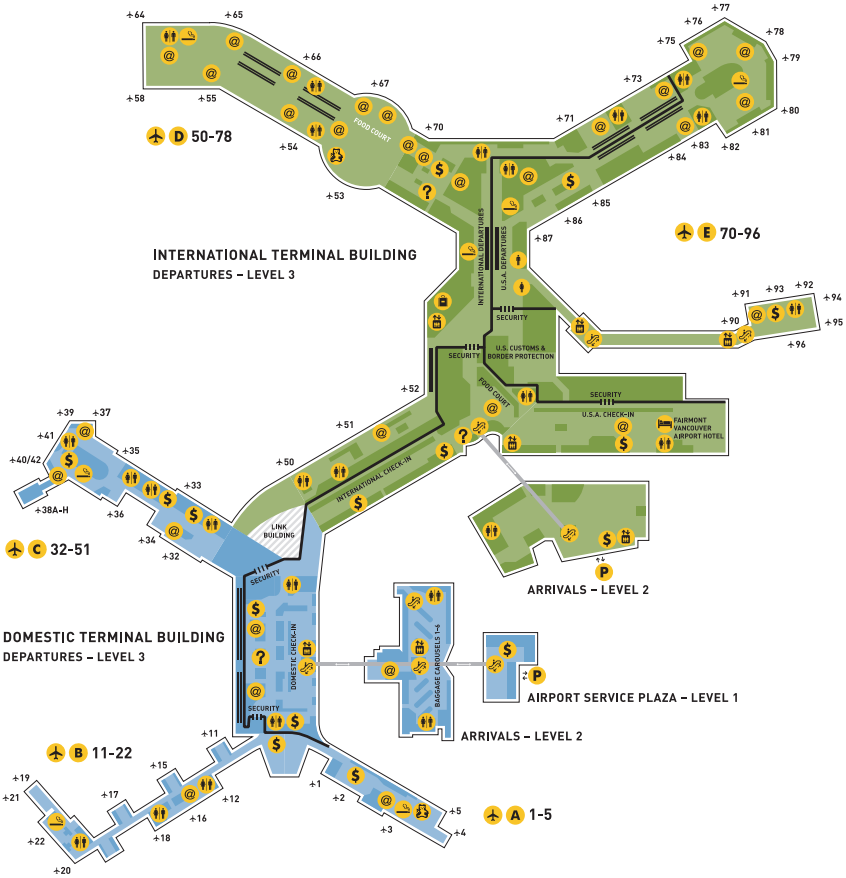 77
76
78
65
64
75
79
66
73
67
80
58
55
71
70
81
83
82
54
84
FOOD COURT
D 50-78
53
85
86
87
E 70-96
INTERNATIONAL TERMINAL BUILDING
DEPARTURES – LEVEL 3
INTERNATIONAL DEPARTURES
U.S.A. DEPARTURES
91
93
92
94
90
95
96
SECURITY
U.S. CUSTOMS &
BORDER PROTECTION
SECURITY
52
FOOD COURT
SECURITY
U.S.A. CHECK-IN
FAIRMONT
VANCOUVER
AIRPORT HOTEL
39
37
41
51
35
40/42
50
INTERNATIONAL CHECK-IN
33
38A-H
36
34
32
LINK
BUILDING
C 32-51
SECURITY
P
ARRIVALS – LEVEL 2
DOMESTIC TERMINAL BUILDING
DEPARTURES – LEVEL 3
DOMESTIC CHECK-IN
BAGGAGE CAROUSELS 1-6
P
AIRPORT SERVICE PLAZA – LEVEL 1
SECURITY
ARRIVALS – LEVEL 2
11
B 11-22
15
19
21
17
12
1
2
16
5
A 1-5
3
4
18
22
20